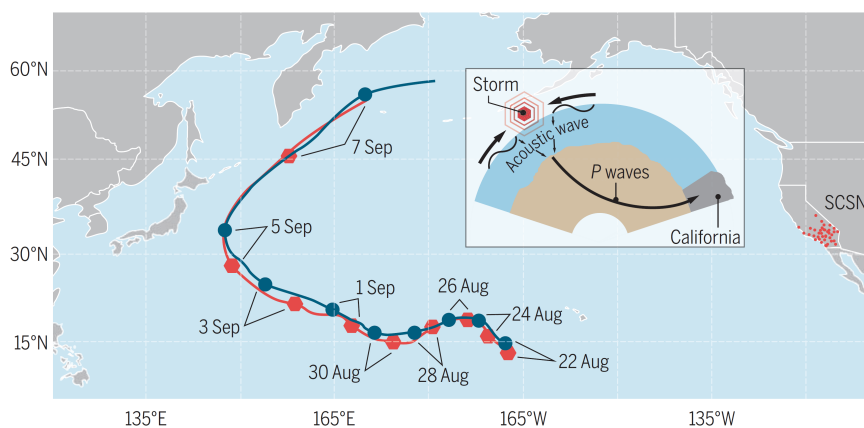 60°N
45°N
30°N
15°N
135°E
165°E
165°W
135°W
Storm
Acoustic wave
P waves
California
SCSN
7 Sep
5 Sep
3 Sep
1 Sep
30 Aug
28 Aug
26 Aug
24 Aug
22 Aug